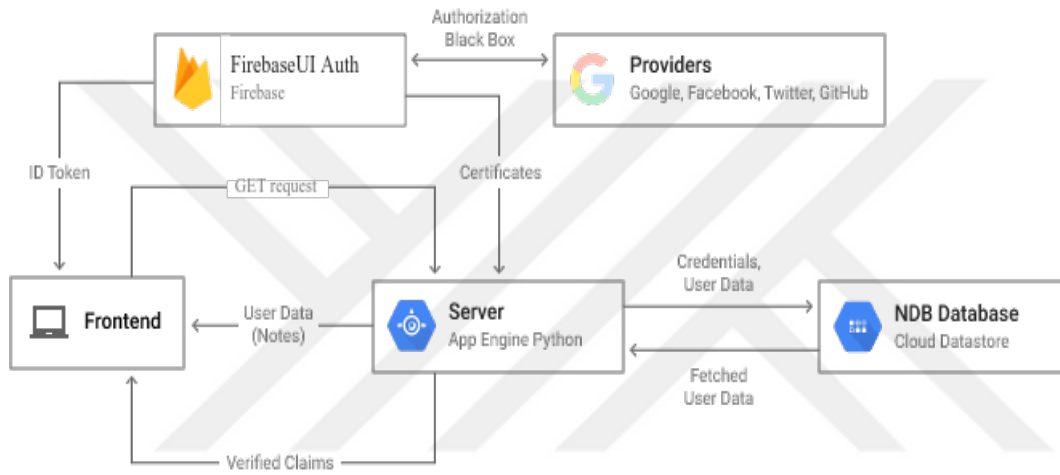 Authorization
Black Box
FirebaseUI Auth
Firebase
Providers
Google, Facebook, Twitter, GitHub
ID Token
GET request
Certificates
Frontend
User Data
(Notes)
Server
App Engine Python
Credentials,
User Data
NDB Database
Cloud Datastore
Fetched
User Data
Verified Claims